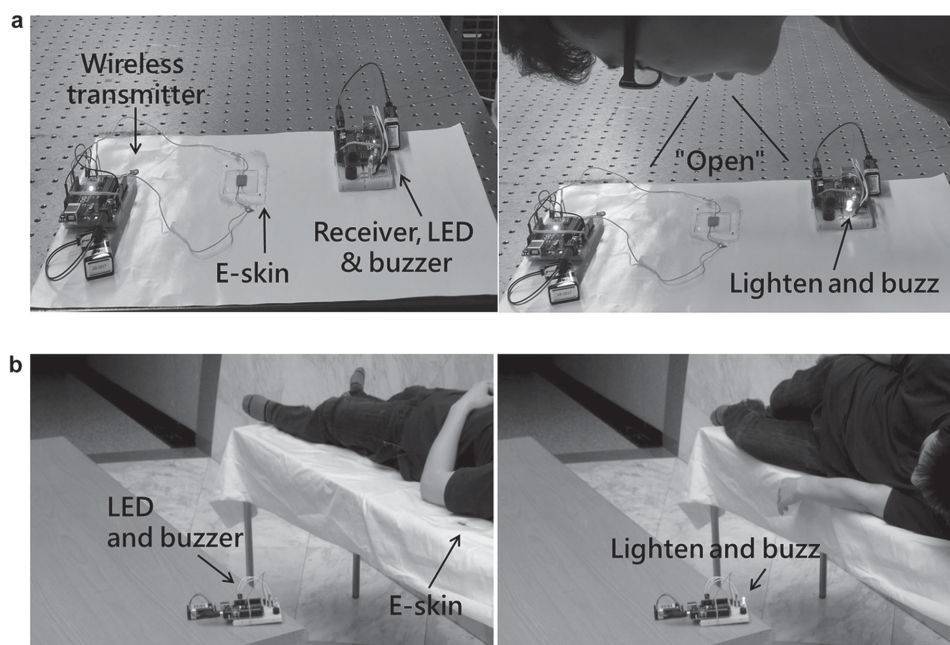 a
Wireless
transmitter
E-skin
Receiver, LED
& buzzer
"Open"
Lighten and buzz
b
LED
and buzzer
E-skin
Lighten and buzz